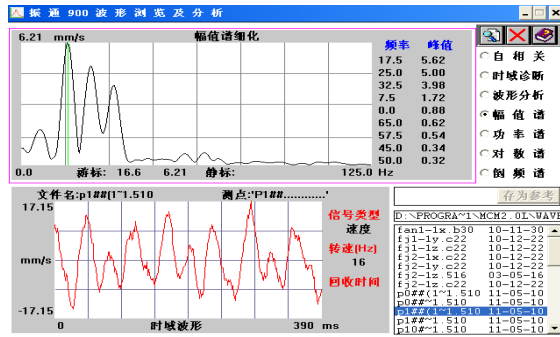 振 通 900 波 形 浏 览 及 分 析
6.21 mm/s 幅值谱细化
频率 峰值
17.5 5.62
25.0 5.00
32.5 3.98
7.5 1.72
0.0 0.88
65.0 0.62
57.5 0.54
45.0 0.34
50.0 0.32
0.0 游标: 16.6 6.21 静标: 125.0 Hz
自 相 关
时域诊断
波形分析
幅 值 谱
功 率 谱
对 数 谱
倒 频 谱
存为参考
文件名:p1##(1~1.510 测点:'P1##............'
17.15
mm/s
-17.15
0 时域波形 390 ms
信号类型
速度
转速(Hz)
16
回收时间
D:\PROGRA~1\MCM2.0L\WAVE
fan1-1x.b30 10-11-30
fj1-1y.c22 10-12-22
fj1-1z.c22 10-12-22
fj2-1x.c22 10-12-22
fj2-1y.c22 10-12-22
fj2-1z.516 03-05-16
fj2-1z.c22 10-12-22
p0##(1~1.510 11-05-10
p0##~1.510 11-05-10
p1##(1~1.510 11-05-10
p1##~1.510 11-05-10
p10#~1.510 11-05-10